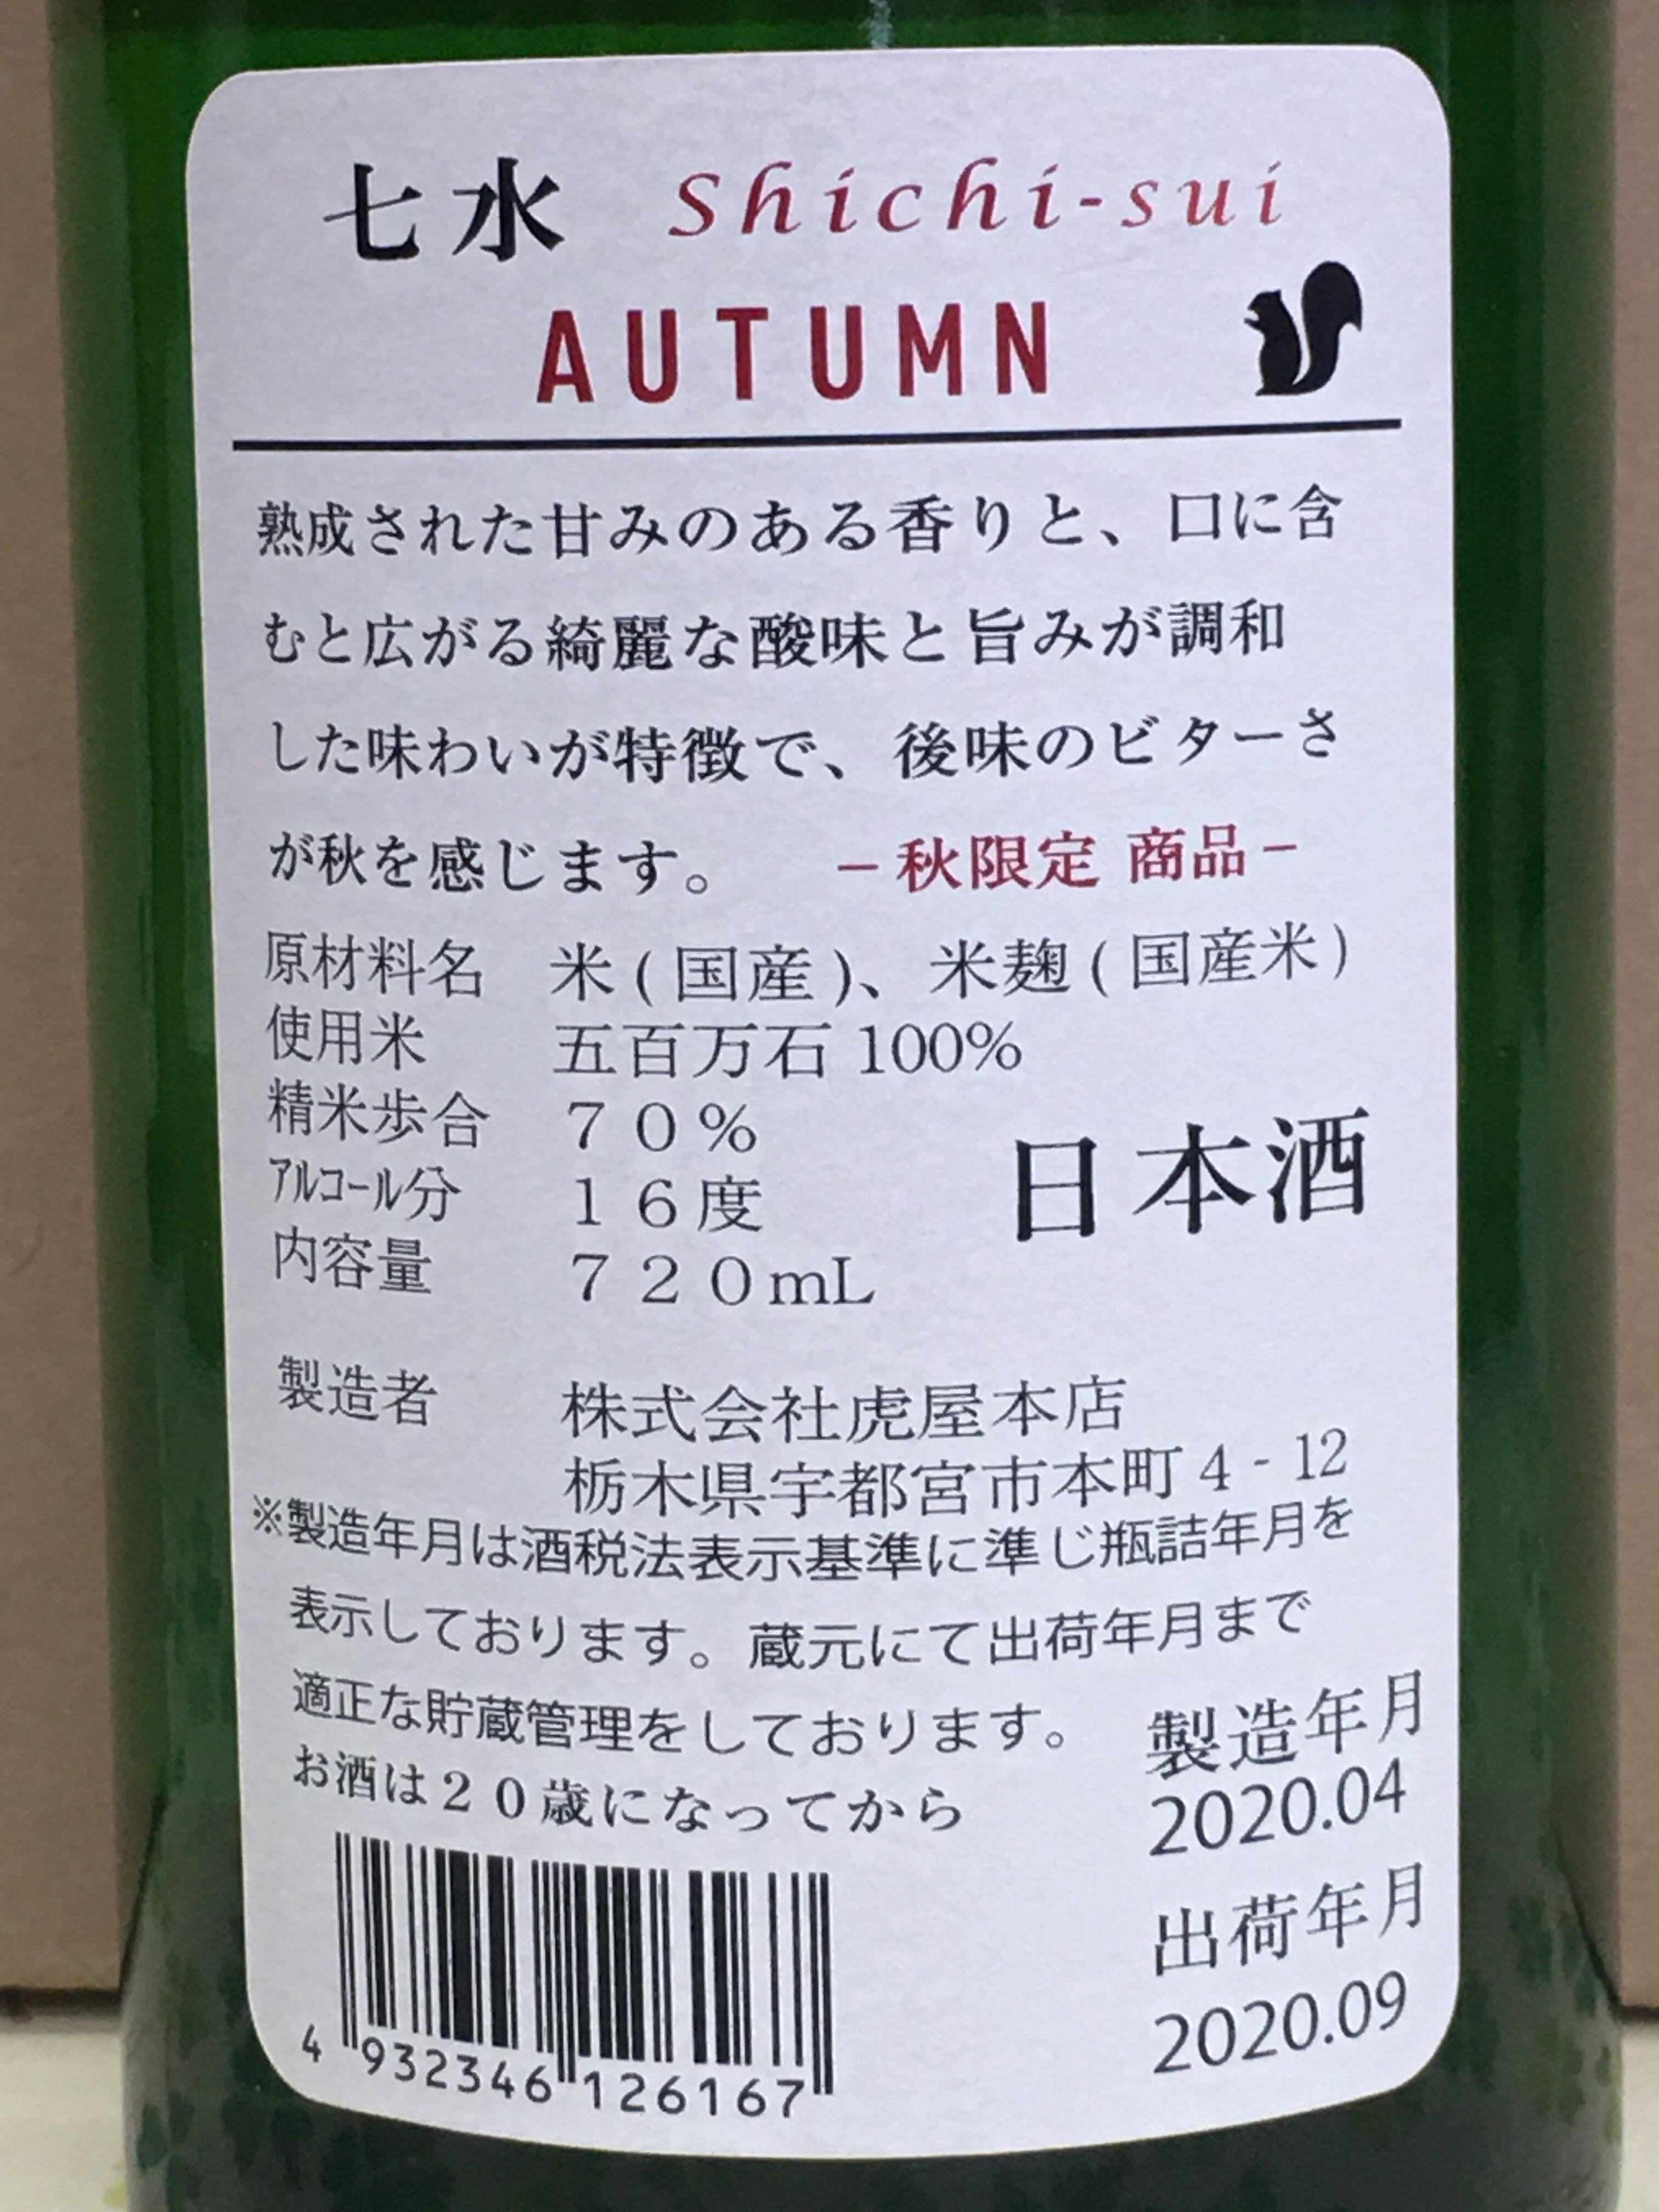 七水 Shichi-sui
AUTUMN
熟成された甘みのある香りと、口に含
むと広がる綺麗な酸味と旨みが調和
した味わいが特徴で、後味のビターさ
が秋を感じます。 －秋限定 商品－
原材料名 米(国産)、米麹(国産米)
使用米 五百万石 100%
精米歩合 ７０％
ｱﾙｺｰﾙ分 １６度
内容量 ７２０mL
日本酒
製造者 株式会社虎屋本店
栃木県宇都宮市本町 4 - 12
※製造年月は酒税法表示基準に準じ瓶詰年月を
表示しております。蔵元にて出荷年月まで
適正な貯蔵管理をしております。
お酒は２０歳になってから
製造年月
2020.04
出荷年月
2020.09
4 932346 126167